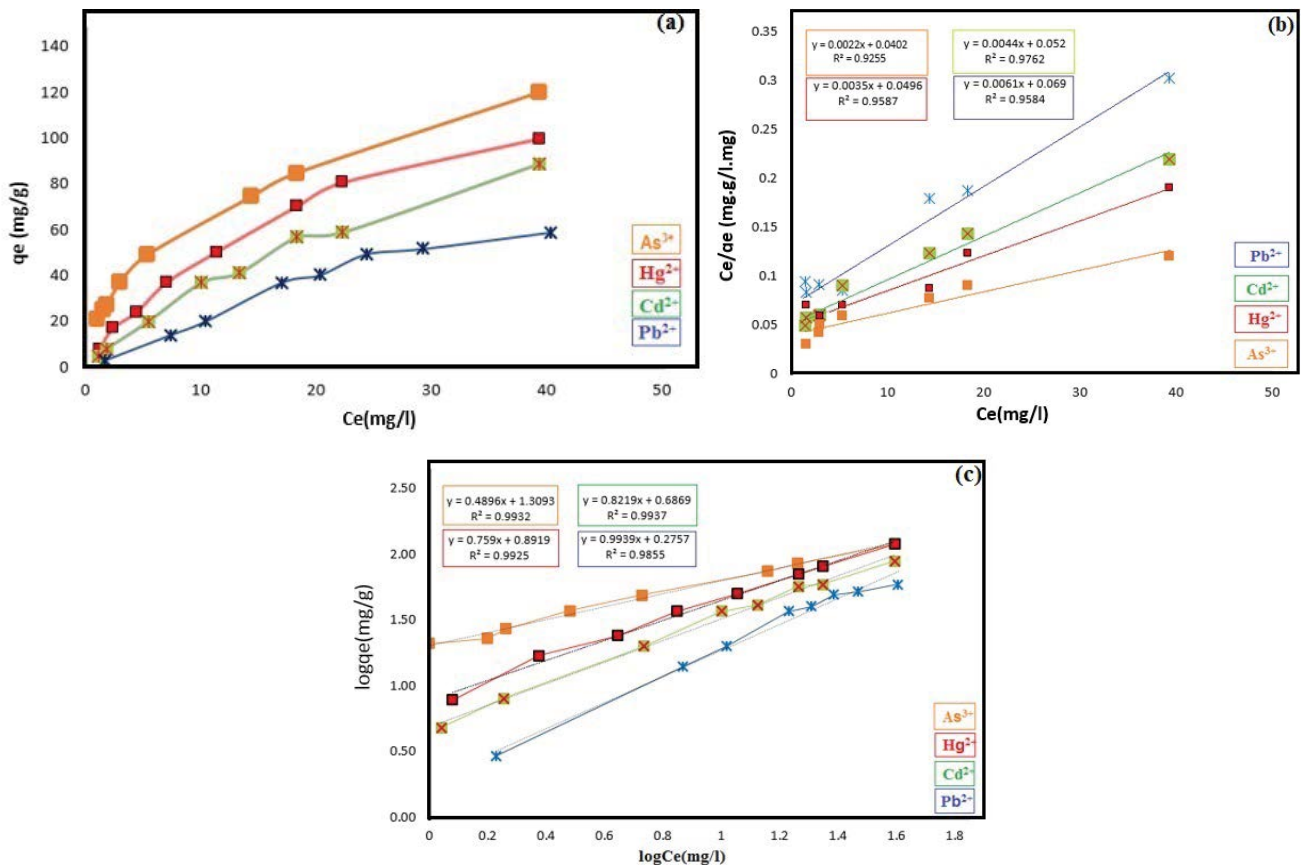 (a)
140
120
100
80
60
40
20
0
qe (mg/g)
0 10 20 30 40 50
Ce(mg/l)
As³⁺
Hg²⁺
Cd²⁺
Pb²⁺
(b)
0.35
0.3
0.25
0.2
0.15
0.1
0.05
0
Ce/qe (mg.g/l.mg)
y = 0.0022x + 0.0402
R² = 0.9255
y = 0.0044x + 0.052
R² = 0.9762
y = 0.0035x + 0.0496
R² = 0.9587
y = 0.0061x + 0.069
R² = 0.9584
Pb²⁺
Cd²⁺
Hg²⁺
As³⁺
0 10 20 30 40 50
Ce(mg/l)
(c)
2.50
2.00
1.50
1.00
0.50
0.00
logqe(mg/g)
y = 0.4896x + 1.3093
R² = 0.9932
y = 0.8219x + 0.6869
R² = 0.9937
y = 0.759x + 0.8919
R² = 0.9925
y = 0.9939x + 0.2757
R² = 0.9855
As³⁺
Hg²⁺
Cd²⁺
Pb²⁺
0 0.2 0.4 0.6 0.8 1 1.2 1.4 1.6 1.8
logCe(mg/l)